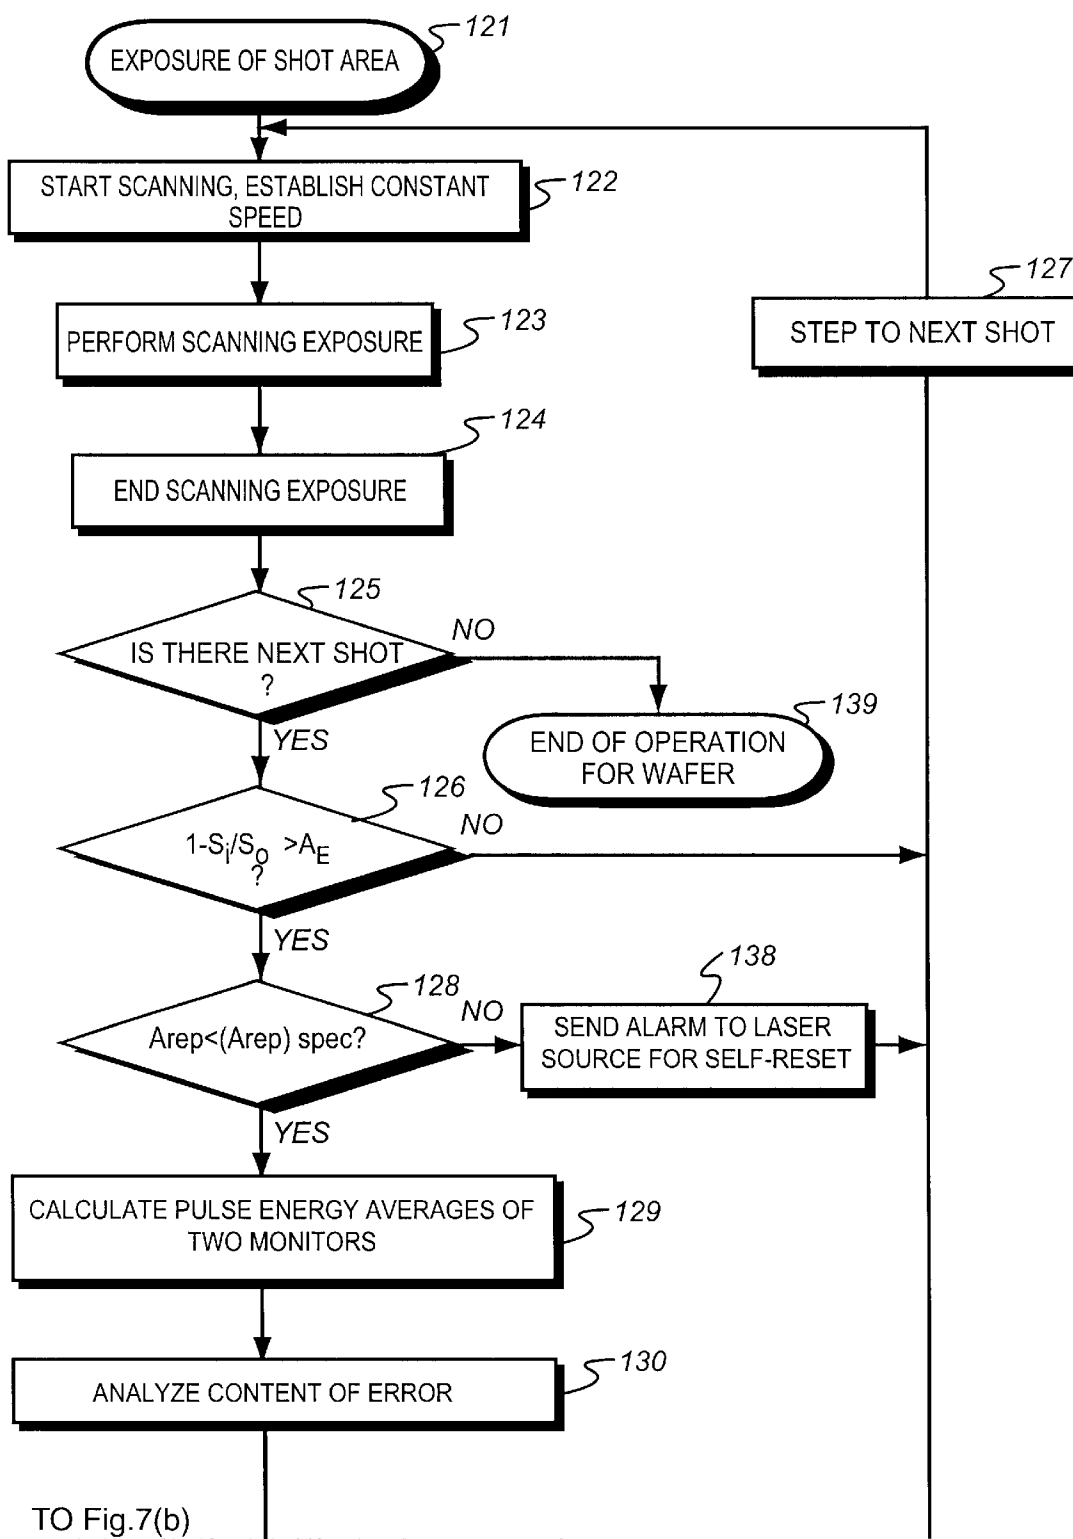 121
EXPOSURE OF SHOT AREA
START SCANNING, ESTABLISH CONSTANT
SPEED
122
127
STEP TO NEXT SHOT
PERFORM SCANNING EXPOSURE
123
124
END SCANNING EXPOSURE
125
IS THERE NEXT SHOT
?
NO
YES
139
END OF OPERATION
FOR WAFER
126
1-Si/So >AE
?
NO
YES
128
Arep<(Arep) spec?
NO
138
SEND ALARM TO LASER
SOURCE FOR SELF-RESET
YES
CALCULATE PULSE ENERGY AVERAGES OF
TWO MONITORS
129
130
ANALYZE CONTENT OF ERROR
TO Fig.7(b)